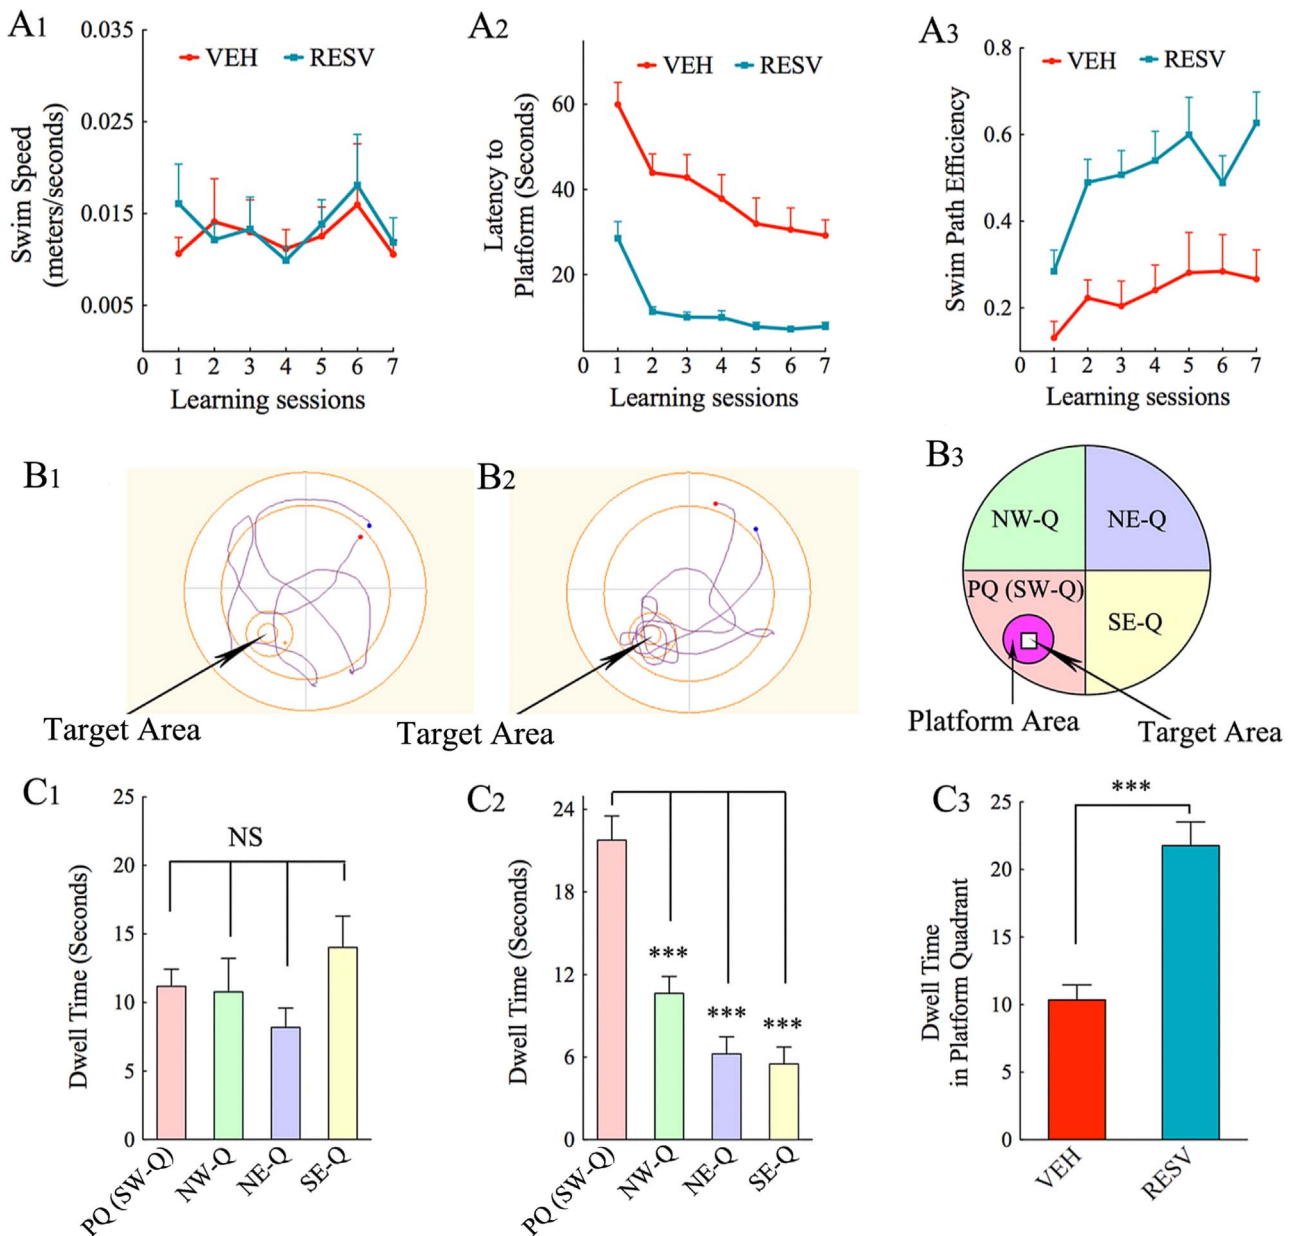 A1
0.035
0.025
0.015
0.005
Swim Speed
(meters/seconds)
VEH
RESV
0
1
2
3
4
5
6
7
Learning sessions
A2
60
40
20
Latency to
Platform (Seconds)
VEH
RESV
0
1
2
3
4
5
6
7
Learning sessions
A3
0.8
0.6
0.4
0.2
Swim Path Efficiency
VEH
RESV
0
1
2
3
4
5
6
7
Learning sessions
B1
Target Area
B2
Target Area
B3
NW-Q
NE-Q
PQ (SW-Q)
SE-Q
Platform Area
Target Area
C1
25
20
15
10
5
0
Dwell Time (Seconds)
NS
PQ (SW-Q)
NW-Q
NE-Q
SE-Q
C2
24
18
12
6
0
Dwell Time (Seconds)
***
***
***
PQ (SW-Q)
NW-Q
NE-Q
SE-Q
C3
25
20
15
10
5
0
Dwell Time
in Platform Quadrant
***
VEH
RESV